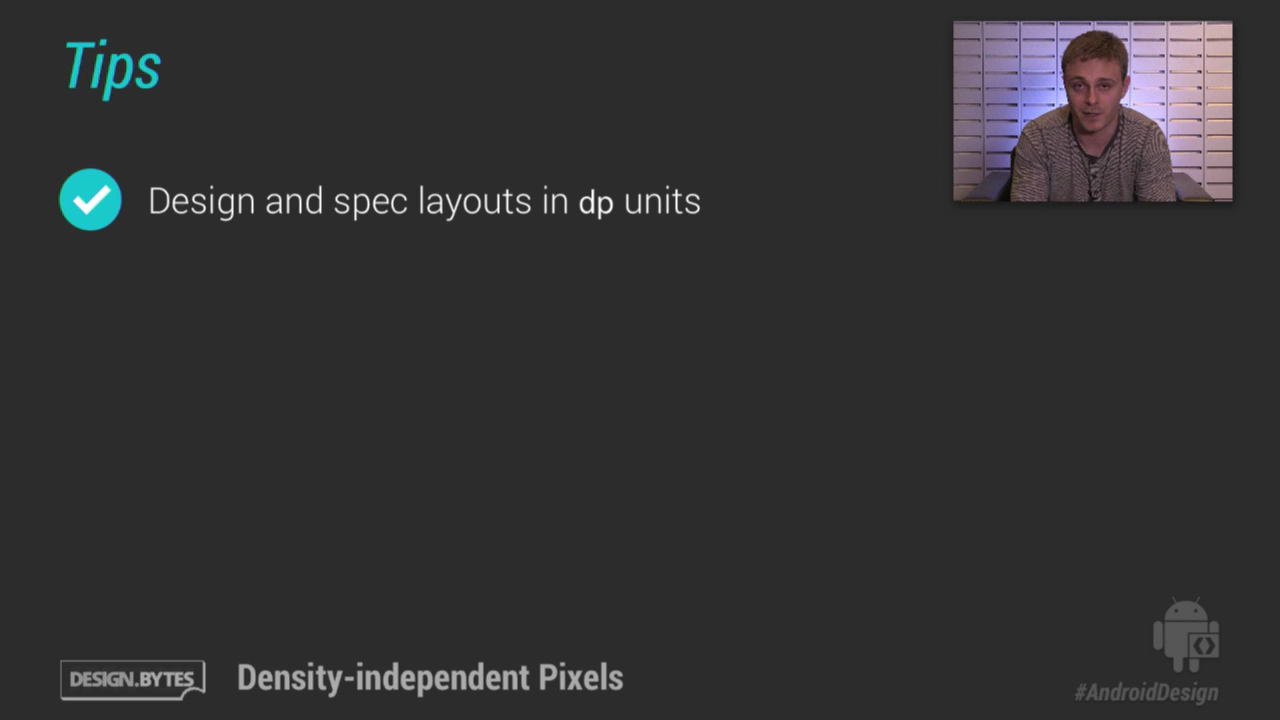 Tips
Design and spec layouts in dp units
DESIGN.BYTES
Density-independent Pixels
#AndroidDesign